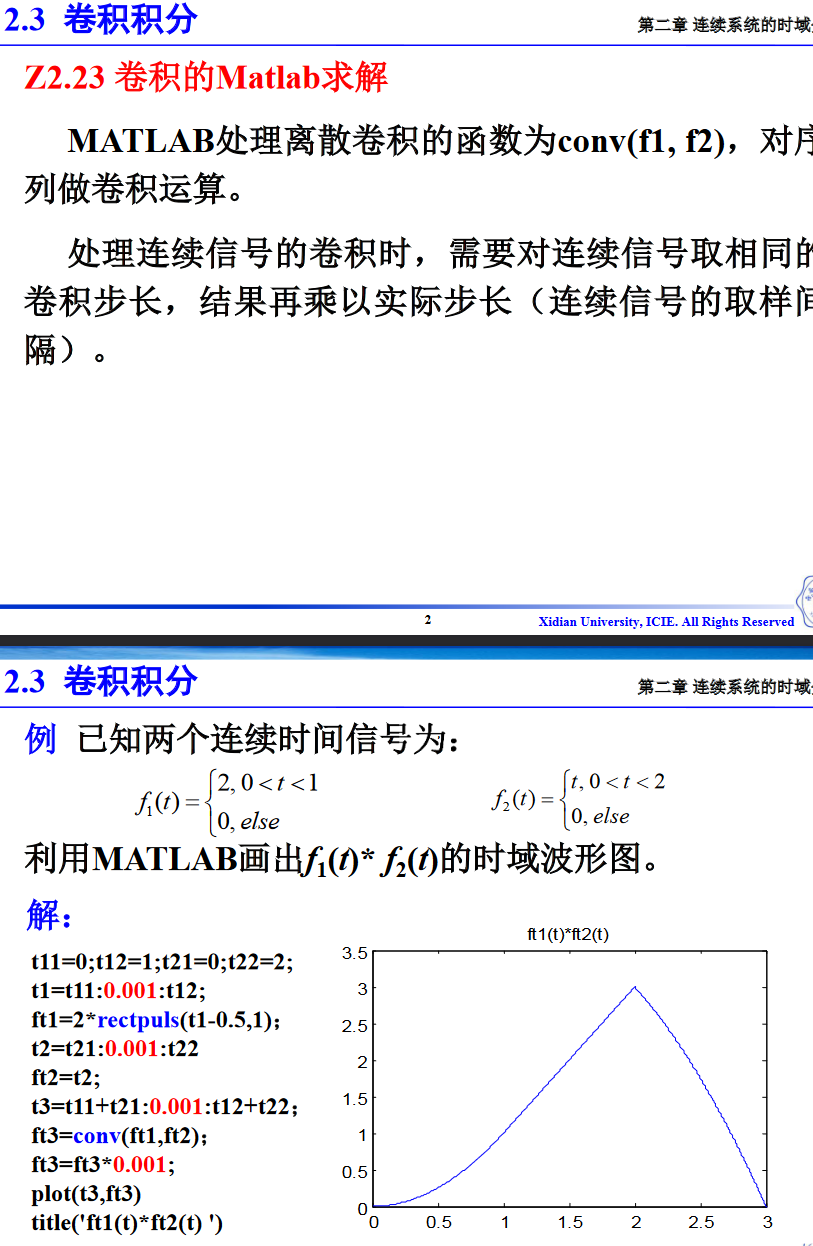 2.3 卷积积分
第二章 连续系统的时域
Z2.23 卷积的Matlab求解
MATLAB处理离散卷积的函数为conv(f1, f2)，对序
列做卷积运算。
处理连续信号的卷积时，需要对连续信号取相同的
卷积步长，结果再乘以实际步长（连续信号的取样间
隔）。
2
Xidian University, ICIE. All Rights Reserved
2.3 卷积积分
第二章 连续系统的时域
例 已知两个连续时间信号为：
f1(t)={2, 0<t<1
0, else
f2(t)={t, 0<t<2
0, else
利用MATLAB画出f1(t)* f2(t)的时域波形图。
解：
t11=0;t12=1;t21=0;t22=2;
t1=t11:0.001:t12;
ft1=2*rectpuls(t1-0.5,1)；
t2=t21:0.001:t22
ft2=t2;
t3=t11+t21:0.001:t12+t22；
ft3=conv(ft1,ft2)；
ft3=ft3*0.001;
plot(t3,ft3)
title('ft1(t)*ft2(t) ')
ft1(t)*ft2(t)
3.5
3
2.5
2
1.5
1
0.5
0
0 0.5 1 1.5 2 2.5 3